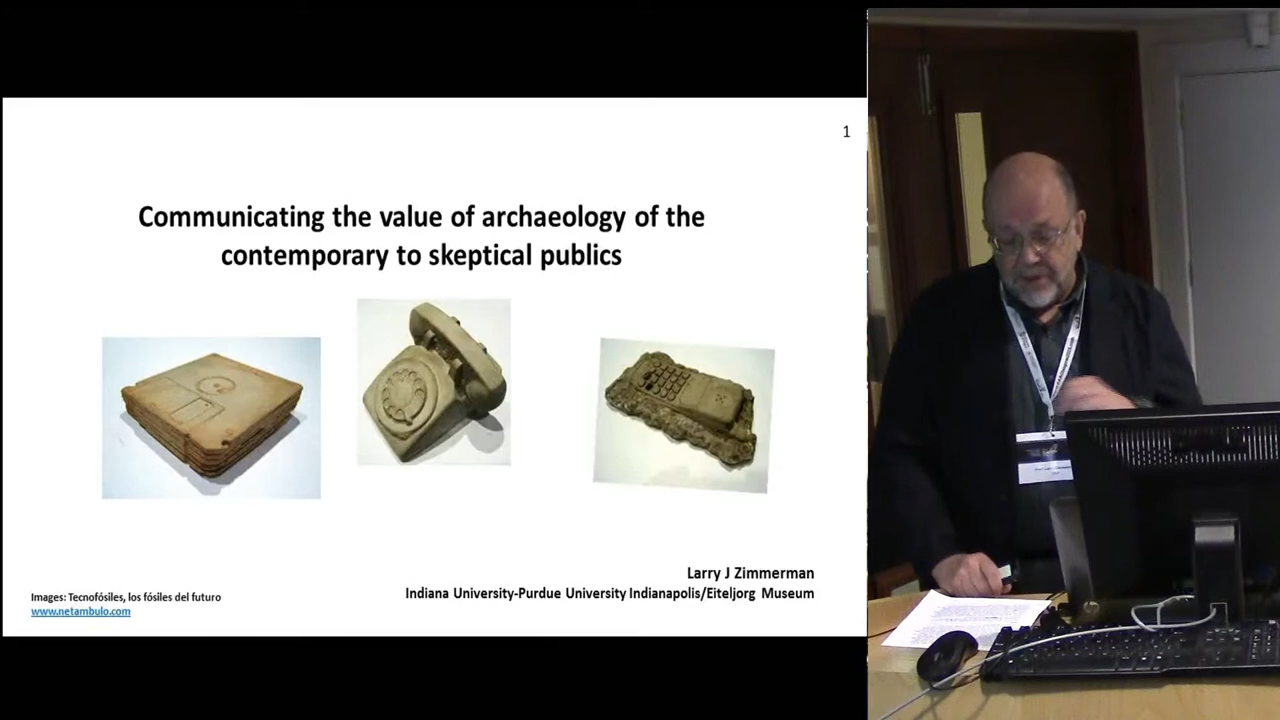 1
Communicating the value of archaeology of the
contemporary to skeptical publics
Larry J Zimmerman
Indiana University-Purdue University Indianapolis/Eiteljorg Museum
Images: Tecnofósiles, los fósiles del futuro
www.netambulo.com